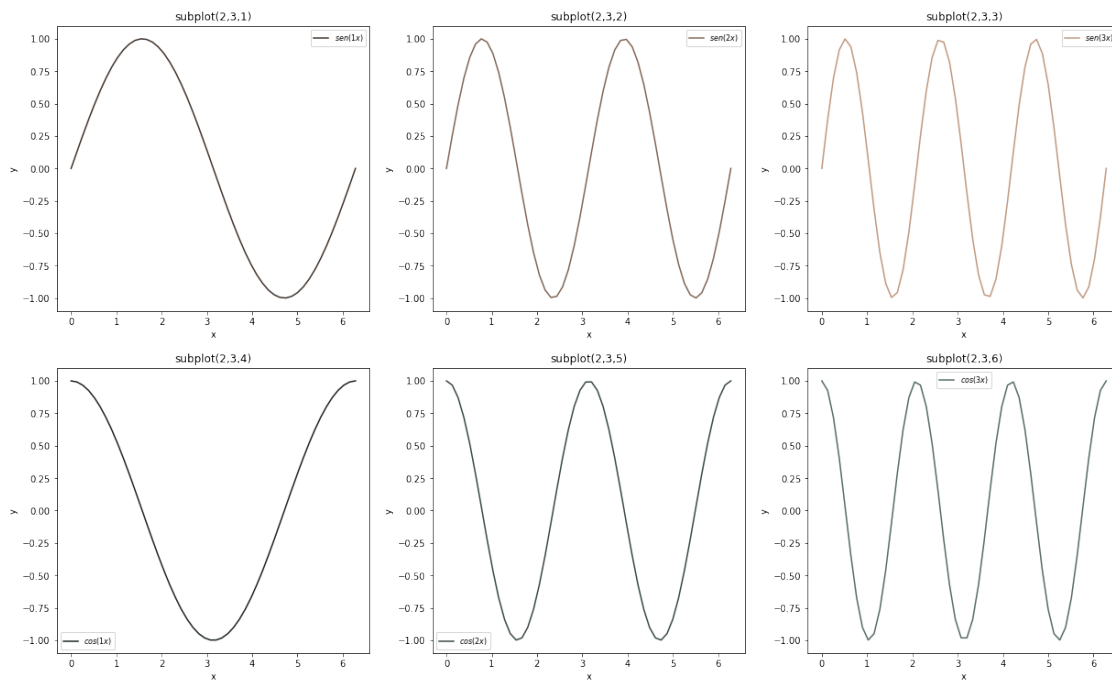 subplot(2,3,1)
sen(1x)
1.00
0.75
0.50
0.25
0.00
−0.25
−0.50
−0.75
−1.00
y
0 1 2 3 4 5 6
x
subplot(2,3,2)
sen(2x)
1.00
0.75
0.50
0.25
0.00
−0.25
−0.50
−0.75
−1.00
y
0 1 2 3 4 5 6
x
subplot(2,3,3)
sen(3x)
1.00
0.75
0.50
0.25
0.00
−0.25
−0.50
−0.75
−1.00
y
0 1 2 3 4 5 6
x
subplot(2,3,4)
1.00
0.75
0.50
0.25
0.00
−0.25
−0.50
−0.75
−1.00
y
cos(1x)
0 1 2 3 4 5 6
x
subplot(2,3,5)
1.00
0.75
0.50
0.25
0.00
−0.25
−0.50
−0.75
−1.00
y
cos(2x)
0 1 2 3 4 5 6
x
subplot(2,3,6)
cos(3x)
1.00
0.75
0.50
0.25
0.00
−0.25
−0.50
−0.75
−1.00
y
0 1 2 3 4 5 6
x